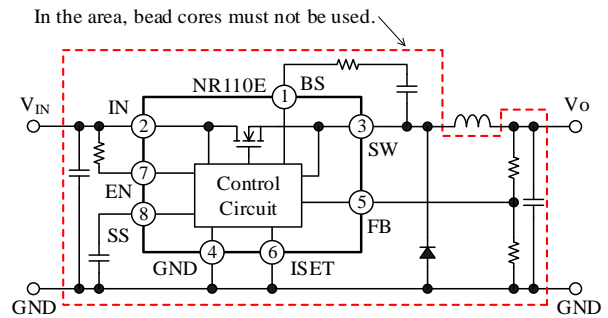 In the area, bead cores must not be used.
NR110E
BS
1
VIN
IN
2
3
SW
Vo
EN
7
Control
Circuit
5
FB
SS
8
4
6
GND
ISET
GND
GND